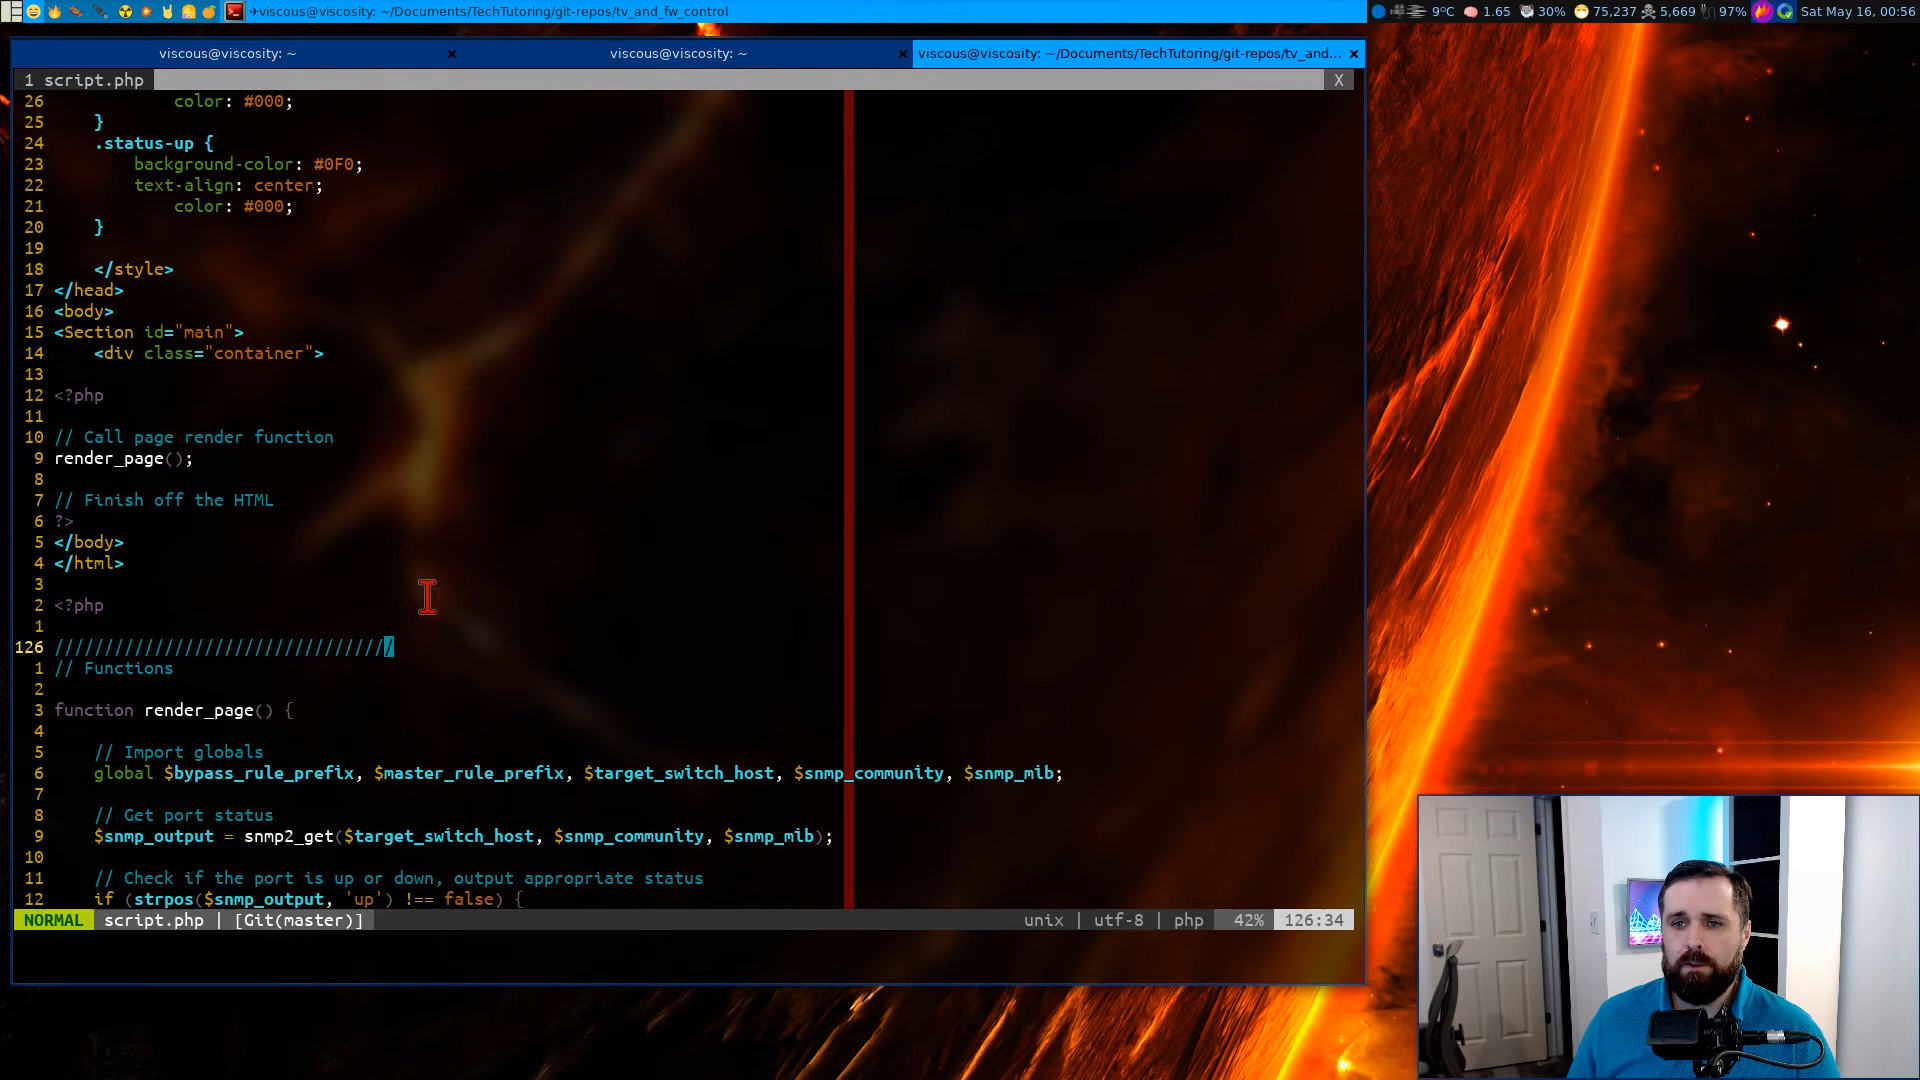 ✈viscous@viscosity: ~/Documents/TechTutoring/git-repos/tv_and_fw_control
9°C 1.65 30% 75,237 5,669 97% Sat May 16, 00:56
viscous@viscosity: ~ × viscous@viscosity: ~ × viscous@viscosity: ~/Documents/TechTutoring/git-repos/tv_and... ×
1 script.php X
26 color: #000;
25 }
24 .status-up {
23 background-color: #0F0;
22 text-align: center;
21 color: #000;
20 }
19
18 </style>
17 </head>
16 <body>
15 <Section id="main">
14 <div class="container">
13
12 <?php
11
10 // Call page render function
9 render_page();
8
7 // Finish off the HTML
6 ?>
5 </body>
4 </html>
3
2 <?php
1
126 //////////////////////////////////
1 // Functions
2
3 function render_page() {
4
5 // Import globals
6 global $bypass_rule_prefix, $master_rule_prefix, $target_switch_host, $snmp_community, $snmp_mib;
7
8 // Get port status
9 $snmp_output = snmp2_get($target_switch_host, $snmp_community, $snmp_mib);
10
11 // Check if the port is up or down, output appropriate status
12 if (strpos($snmp_output, 'up') !== false) {
NORMAL script.php | [Git(master)] unix | utf-8 | php 42% 126:34